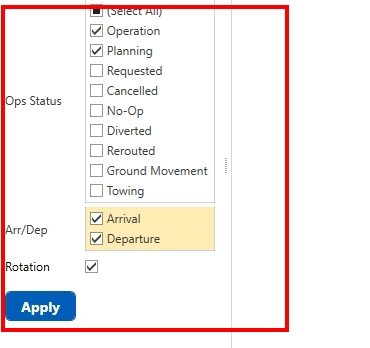 (Select All)
Operation
Planning
Requested
Cancelled
Ops Status
No-Op
Diverted
Rerouted
Ground Movement
Towing
Arr/Dep
Arrival
Departure
Rotation
Apply